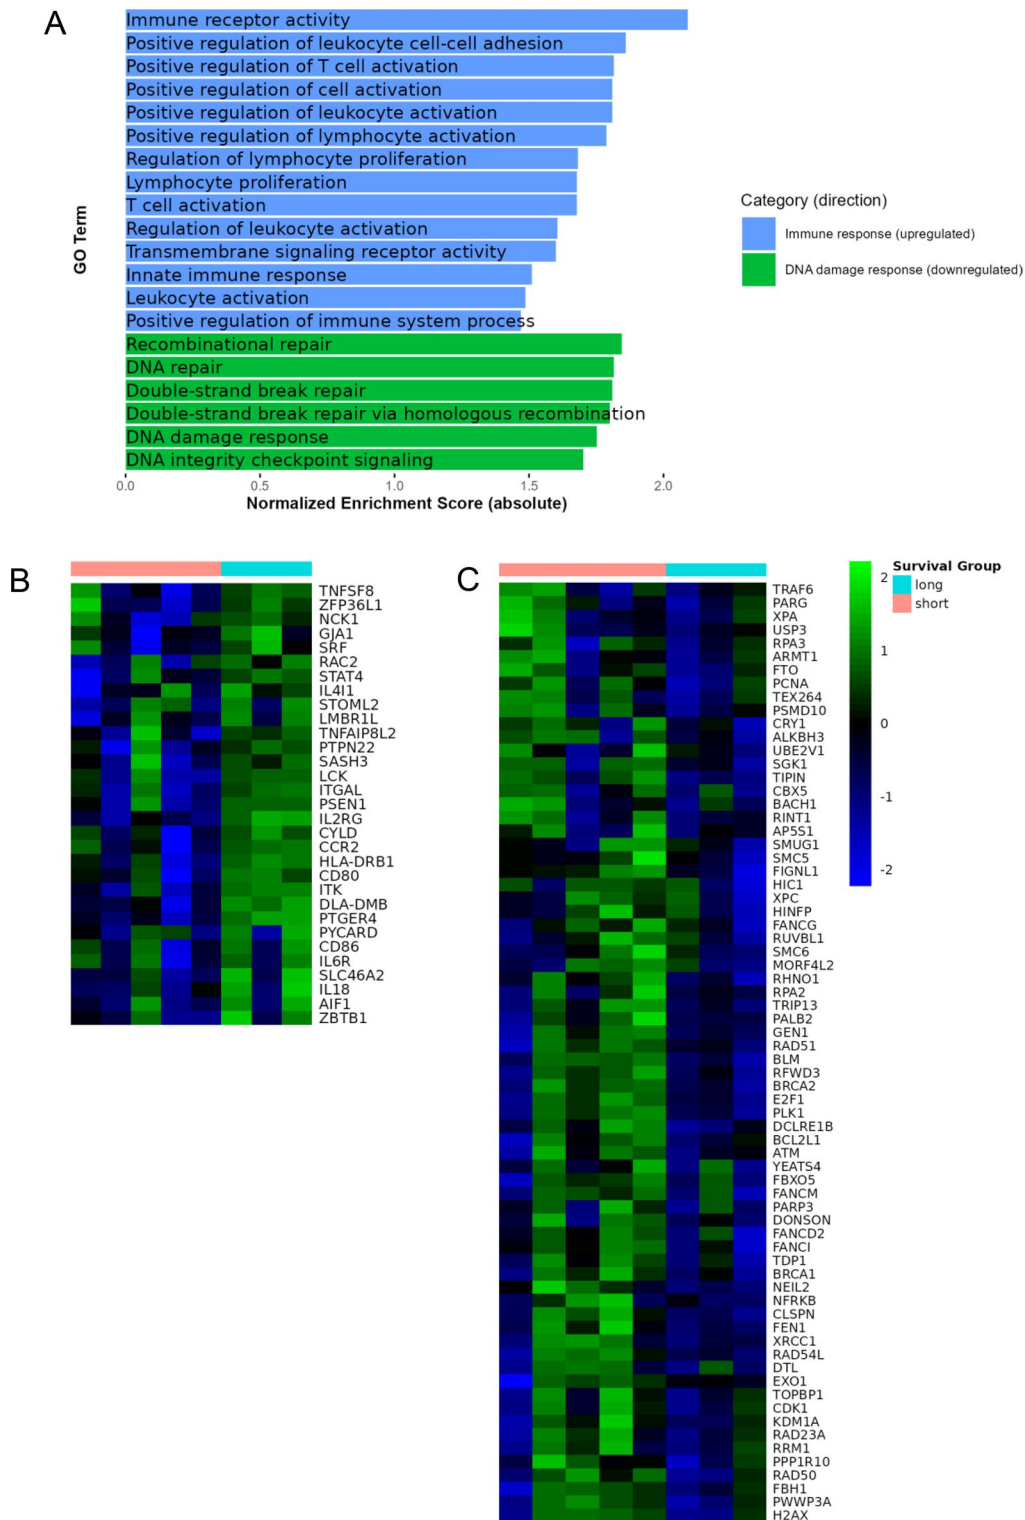 A
Immune receptor activity
Positive regulation of leukocyte cell-cell adhesion
Positive regulation of T cell activation
Positive regulation of cell activation
Positive regulation of leukocyte activation
Positive regulation of lymphocyte activation
Regulation of lymphocyte proliferation
Lymphocyte proliferation
T cell activation
Regulation of leukocyte activation
Transmembrane signaling receptor activity
Innate immune response
Leukocyte activation
Positive regulation of immune system process
Recombinational repair
DNA repair
Double-strand break repair
Double-strand break repair via homologous recombination
DNA damage response
DNA integrity checkpoint signaling
GO Term
0.0 0.5 1.0 1.5 2.0
Normalized Enrichment Score (absolute)
Category (direction)
Immune response (upregulated)
DNA damage response (downregulated)
B
TNFSF8
ZFP36L1
NCK1
GJA1
SRF
RAC2
STAT4
IL4I1
STOML2
LMBR1L
TNFAIP8L2
PTPN22
SASH3
LCK
ITGAL
PSEN1
IL2RG
CYLD
CCR2
HLA-DRB1
CD80
ITK
DLA-DMB
PTGER4
PYCARD
CD86
IL6R
SLC46A2
IL18
AIF1
ZBTB1
C
TRAF6
PARG
XPA
USP3
RPA3
ARMT1
FTO
PCNA
TEX264
PSMD10
CRY1
ALKBH3
UBE2V1
SGK1
TIPIN
CBX5
BACH1
RINT1
AP5S1
SMUG1
SMC5
FIGNL1
HIC1
XPC
HINFP
FANCG
RUVBL1
SMC6
MORF4L2
RHNO1
RPA2
TRIP13
PALB2
GEN1
RAD51
BLM
RFWD3
BRCA2
E2F1
PLK1
DCLRE1B
BCL2L1
ATM
YEATS4
FBXO5
FANCM
PARP3
DONSON
FANCD2
FANCI
TDP1
BRCA1
NEIL2
NFRKB
CLSPN
FEN1
XRCC1
RAD54L
DTL
EXO1
TOPBP1
CDK1
KDM1A
RAD23A
RRM1
PPP1R10
RAD50
FBH1
PWWP3A
H2AX
2
1
0
-1
-2
Survival Group
long
short